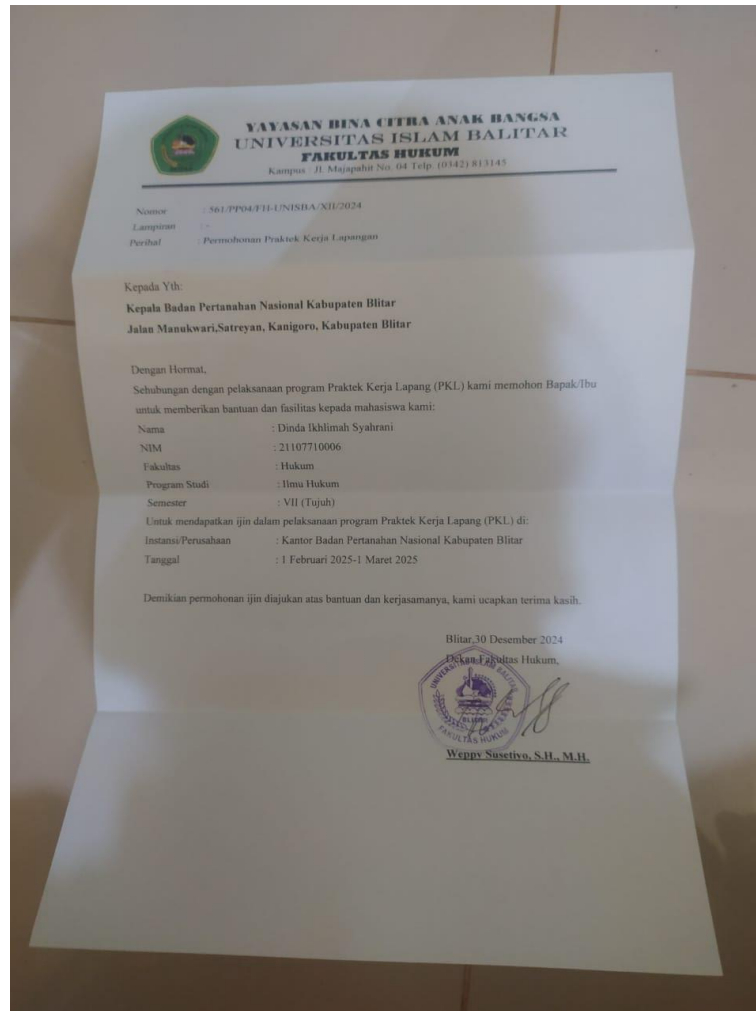 YAYASAN BINA CITRA ANAK BANGSA
UNIVERSITAS ISLAM BALITAR
FAKULTAS HUKUM
Kampus : Jl. Majapahit No. 04 Telp. (0342) 813145
Nomor : 561/PP04/FH-UNISBA/XII/2024
Lampiran : -
Perihal : Permohonan Praktek Kerja Lapangan
Kepada Yth:
Kepala Badan Pertanahan Nasional Kabupaten Blitar
Jalan Manukwari,Satreyan, Kanigoro, Kabupaten Blitar
Dengan Hormat,
Sehubungan dengan pelaksanaan program Praktek Kerja Lapang (PKL) kami memohon Bapak/Ibu
untuk memberikan bantuan dan fasilitas kepada mahasiswa kami:
Nama : Dinda Ikhlimah Syahrani
NIM : 21107710006
Fakultas : Hukum
Program Studi : Ilmu Hukum
Semester : VII (Tujuh)
Untuk mendapatkan ijin dalam pelaksanaan program Praktek Kerja Lapang (PKL) di:
Instansi/Perusahaan : Kantor Badan Pertanahan Nasional Kabupaten Blitar
Tanggal : 1 Februari 2025-1 Maret 2025
Demikian permohonan ijin diajukan atas bantuan dan kerjasamanya, kami ucapkan terima kasih.
Blitar,30 Desember 2024
Dekan Fakultas Hukum,
UNIVERSITAS ISLAM BALITAR
BLITAR
FAKULTAS HUKUM
Weppy Susetiyo, S.H., M.H.